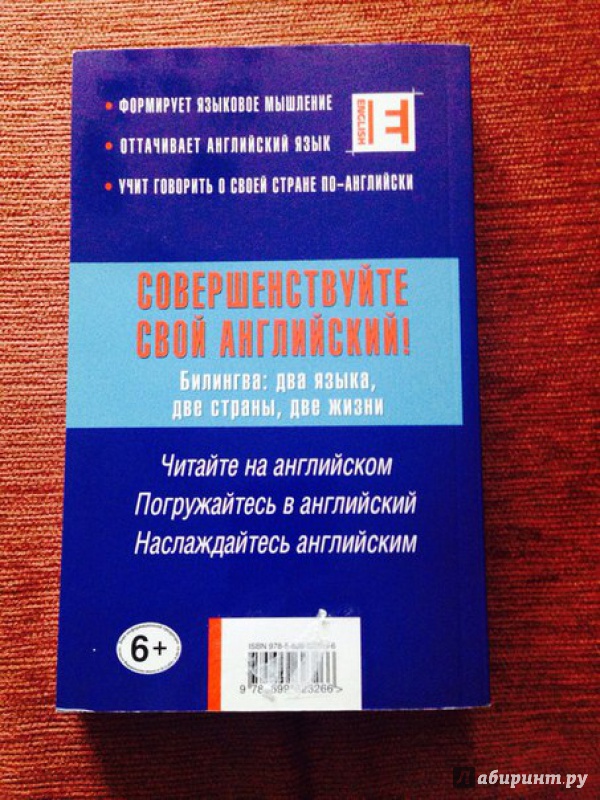 • ФОРМИРУЕТ ЯЗЫКОВОЕ МЫШЛЕНИЕ
• ОТТАЧИВАЕТ АНГЛИЙСКИЙ ЯЗЫК
• УЧИТ ГОВОРИТЬ О СВОЕЙ СТРАНЕ ПО-АНГЛИЙСКИ
ENGLISH
СОВЕРШЕНСТВУЙТЕ
СВОЙ АНГЛИЙСКИЙ!
Билингва: два языка,
две страны, две жизни
Читайте на английском
Погружайтесь в английский
Наслаждайтесь английским
6+
ISBN
Лабиринт.ру